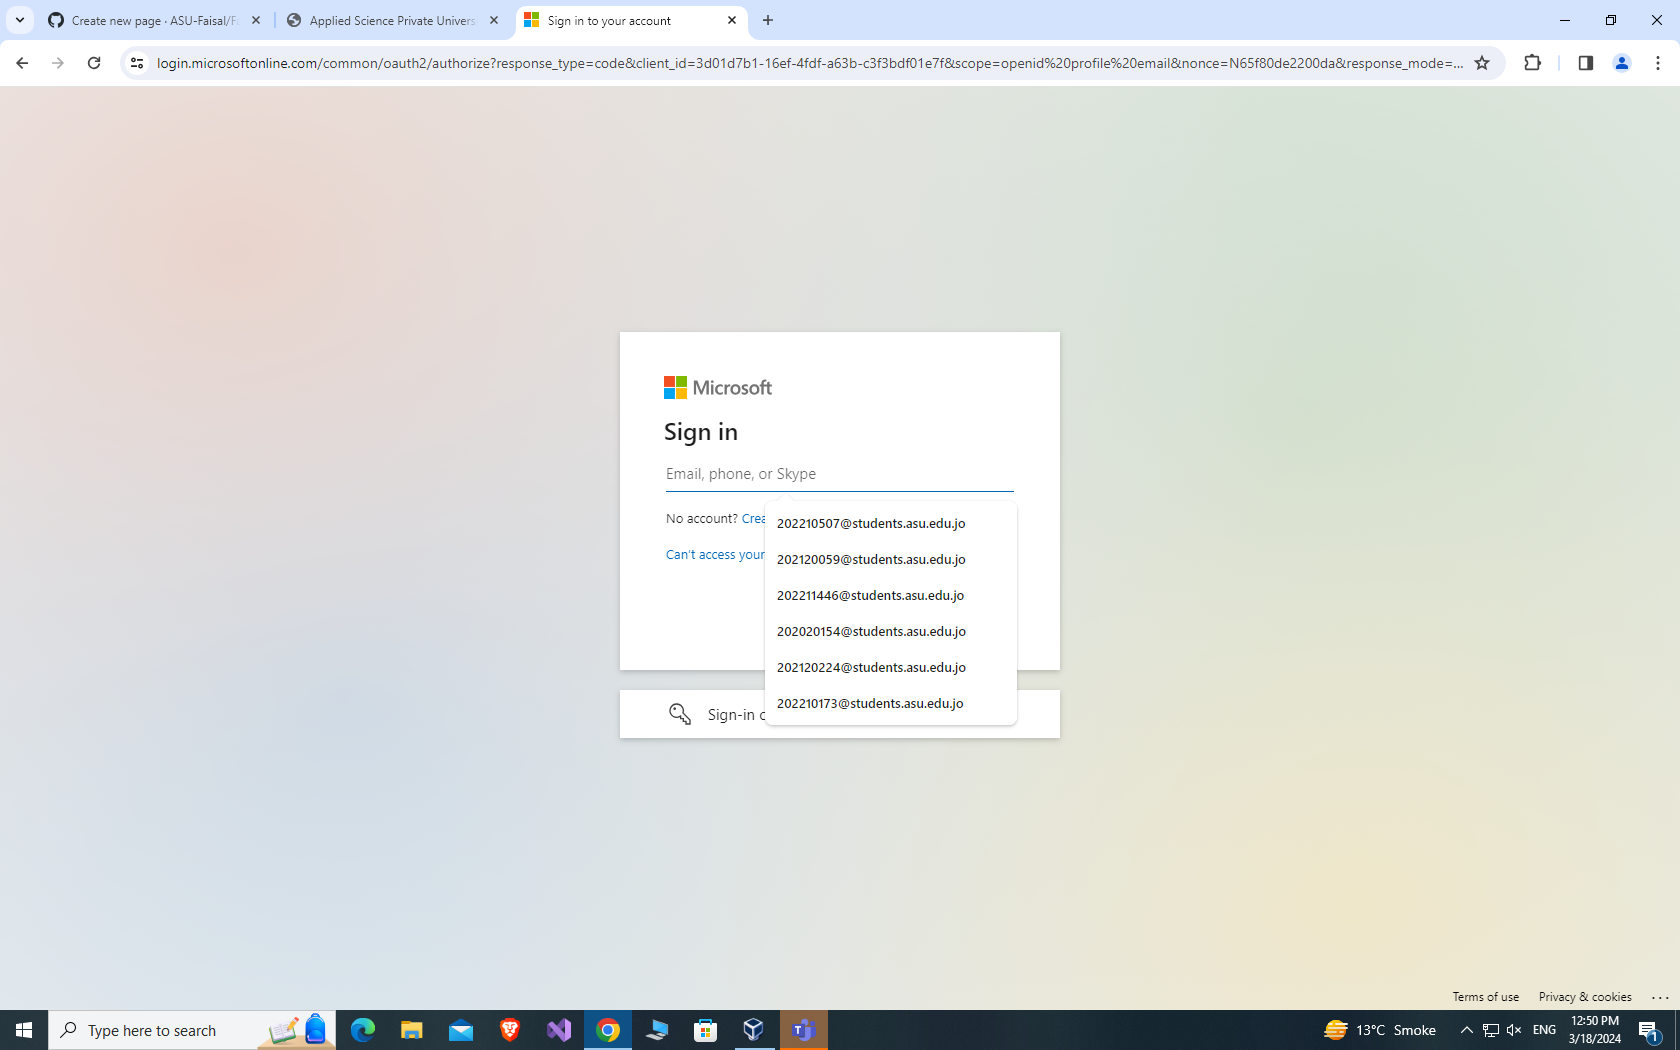 Create new page · ASU-Faisal/Fa
Applied Science Private Univers
Sign in to your account
login.microsoftonline.com/common/oauth2/authorize?response_type=code&client_id=3d01d7b1-16ef-4fdf-a63b-c3f3bdf01e7f&scope=openid%20profile%20email&nonce=N65f80de2200da&response_mode=...
Microsoft
Sign in
Email, phone, or Skype
No account? Crea
202210507@students.asu.edu.jo
Can't access your
202120059@students.asu.edu.jo
202211446@students.asu.edu.jo
202020154@students.asu.edu.jo
202120224@students.asu.edu.jo
202210173@students.asu.edu.jo
Sign-in o
Terms of use Privacy & cookies ...
Type here to search
13°C Smoke
ENG
12:50 PM
3/18/2024
1